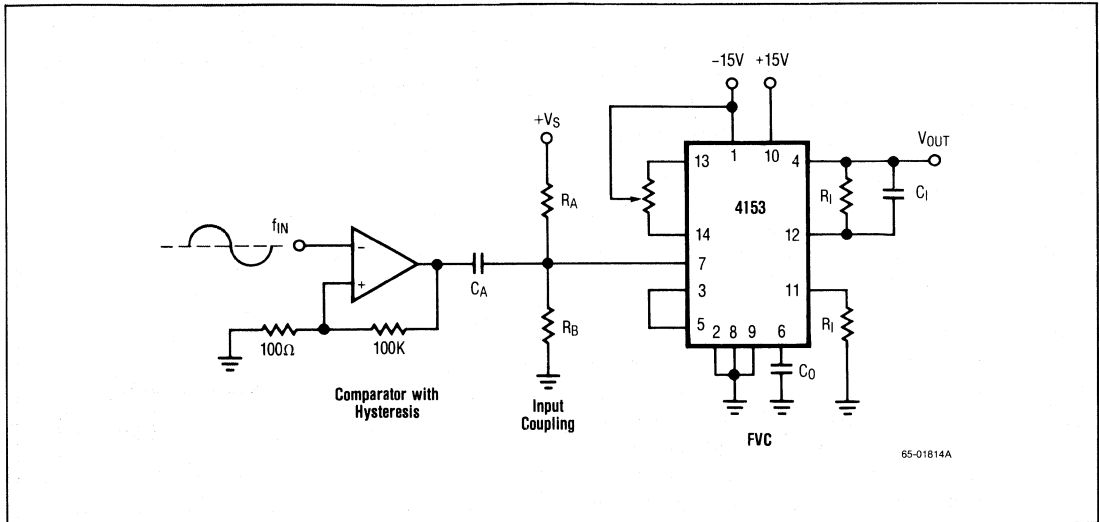 -15V +15V
+VS
VOUT
13 1 10 4
RA
RI
CI
4153
fIN
14 12
-
7
+
CA
3 11
RB
RI
5 2 8 9 6
100Ω 100K
CO
Comparator with
Hysteresis
Input
Coupling
FVC
65-01814A